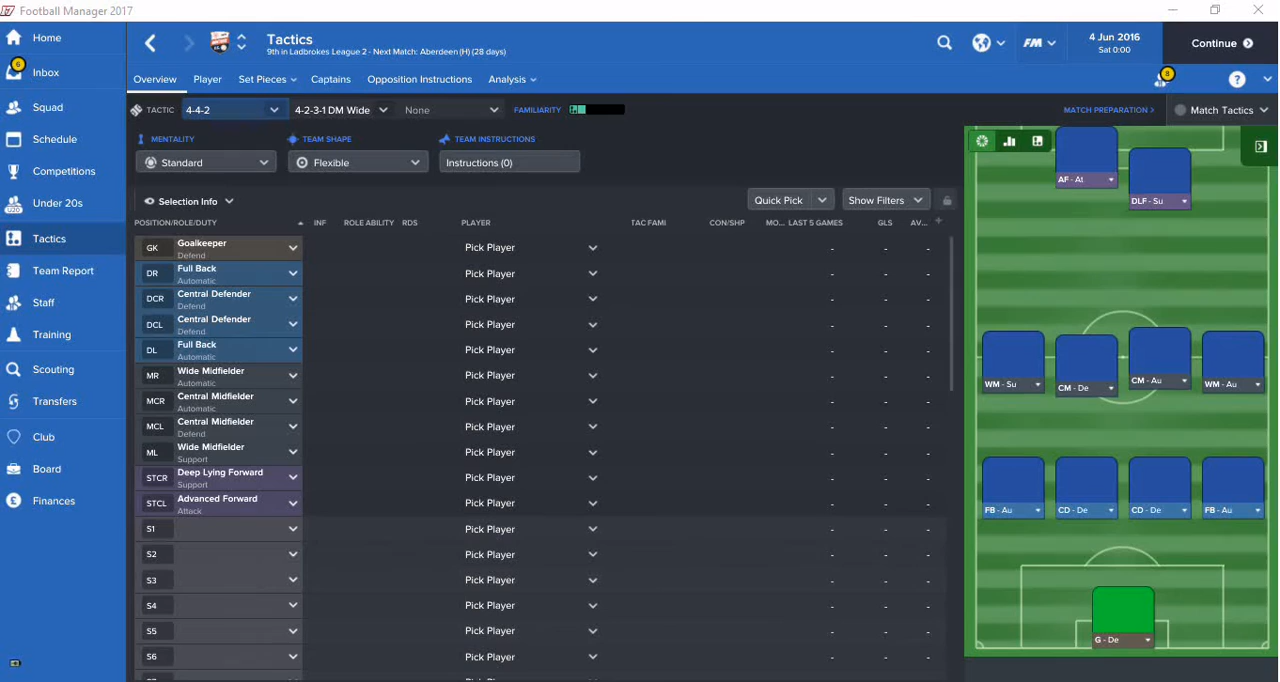 Football Manager 2017
Home
6
Inbox
Squad
Schedule
Competitions
Under 20s
Tactics
Team Report
Staff
Training
Scouting
Transfers
Club
Board
Finances
Tactics
9th in Ladbrokes League 2 - Next Match: Aberdeen (H) (28 days)
FM
4 Jun 2016
Sat 0:00
Continue
Overview Player Set Pieces Captains Opposition Instructions Analysis
8
?
TACTIC 4-4-2 4-2-3-1 DM Wide None FAMILIARITY
MATCH PREPARATION > Match Tactics
MENTALITY TEAM SHAPE TEAM INSTRUCTIONS
Standard Flexible Instructions (0)
Selection Info Quick Pick Show Filters
POSITION/ROLE/DUTY INF ROLE ABILITY RDS PLAYER TAC FAMI CON/SHP MO... LAST 5 GAMES GLS AV... +
GK Goalkeeper Pick Player - - -
Defend
DR Full Back Pick Player - - -
Automatic
DCR Central Defender Pick Player - - -
Defend
DCL Central Defender Pick Player - - -
Defend
DL Full Back Pick Player - - -
Automatic
MR Wide Midfielder Pick Player - - -
Automatic
MCR Central Midfielder Pick Player - - -
Automatic
MCL Central Midfielder Pick Player - - -
Defend
ML Wide Midfielder Pick Player - - -
Support
STCR Deep Lying Forward Pick Player - - -
Support
STCL Advanced Forward Pick Player - - -
Attack
S1 Pick Player - - -
S2 Pick Player - - -
S3 Pick Player - - -
S4 Pick Player - - -
S5 Pick Player - - -
S6 Pick Player - - -
AF - At
DLF - Su
WM - Su CM - De CM - Au WM - Au
FB - Au CD - De CD - De FB - Au
G - De